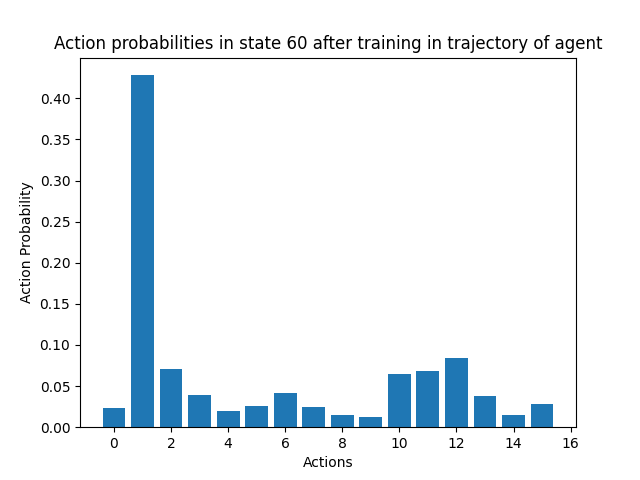 Action probabilities in state 60 after training in trajectory of agent
0.40
0.35
0.30
0.25
0.20
0.15
0.10
0.05
0.00
Action Probability
0 2 4 6 8 10 12 14 16
Actions